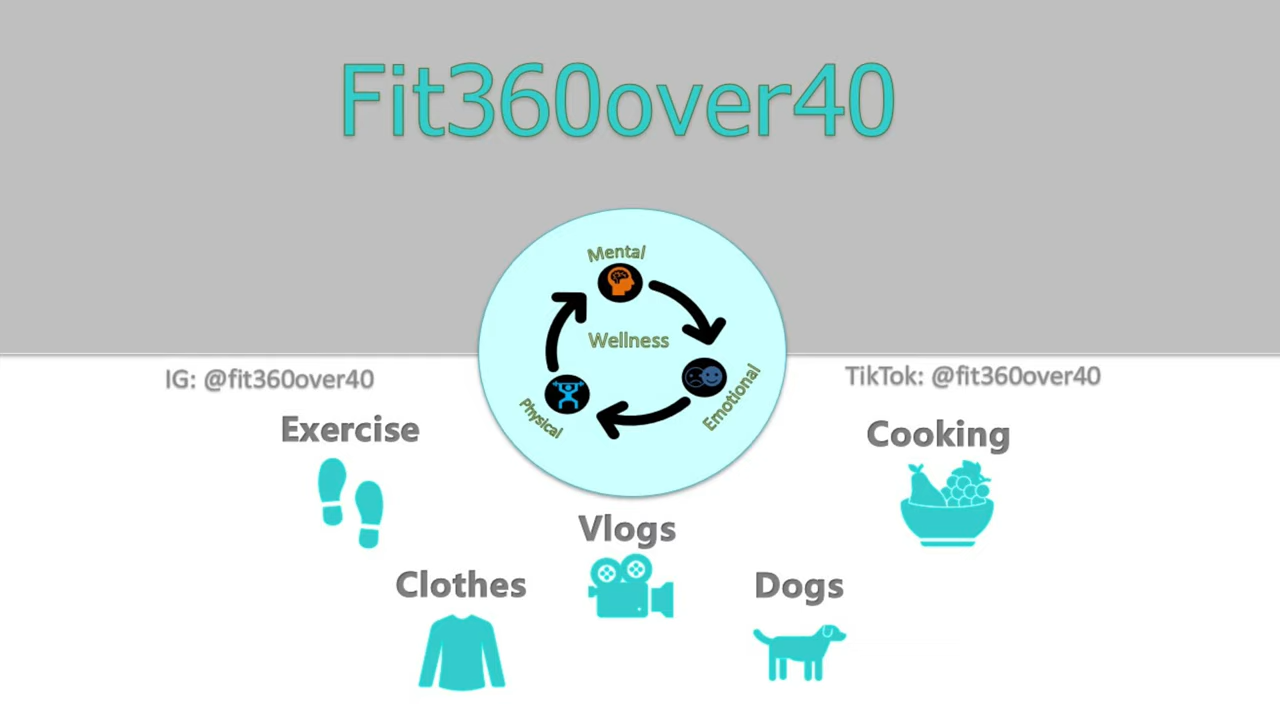 Fit360over40
Mental
Wellness
Emotional
Physical
IG: @fit360over40
TikTok: @fit360over40
Exercise
Cooking
Vlogs
Clothes
Dogs